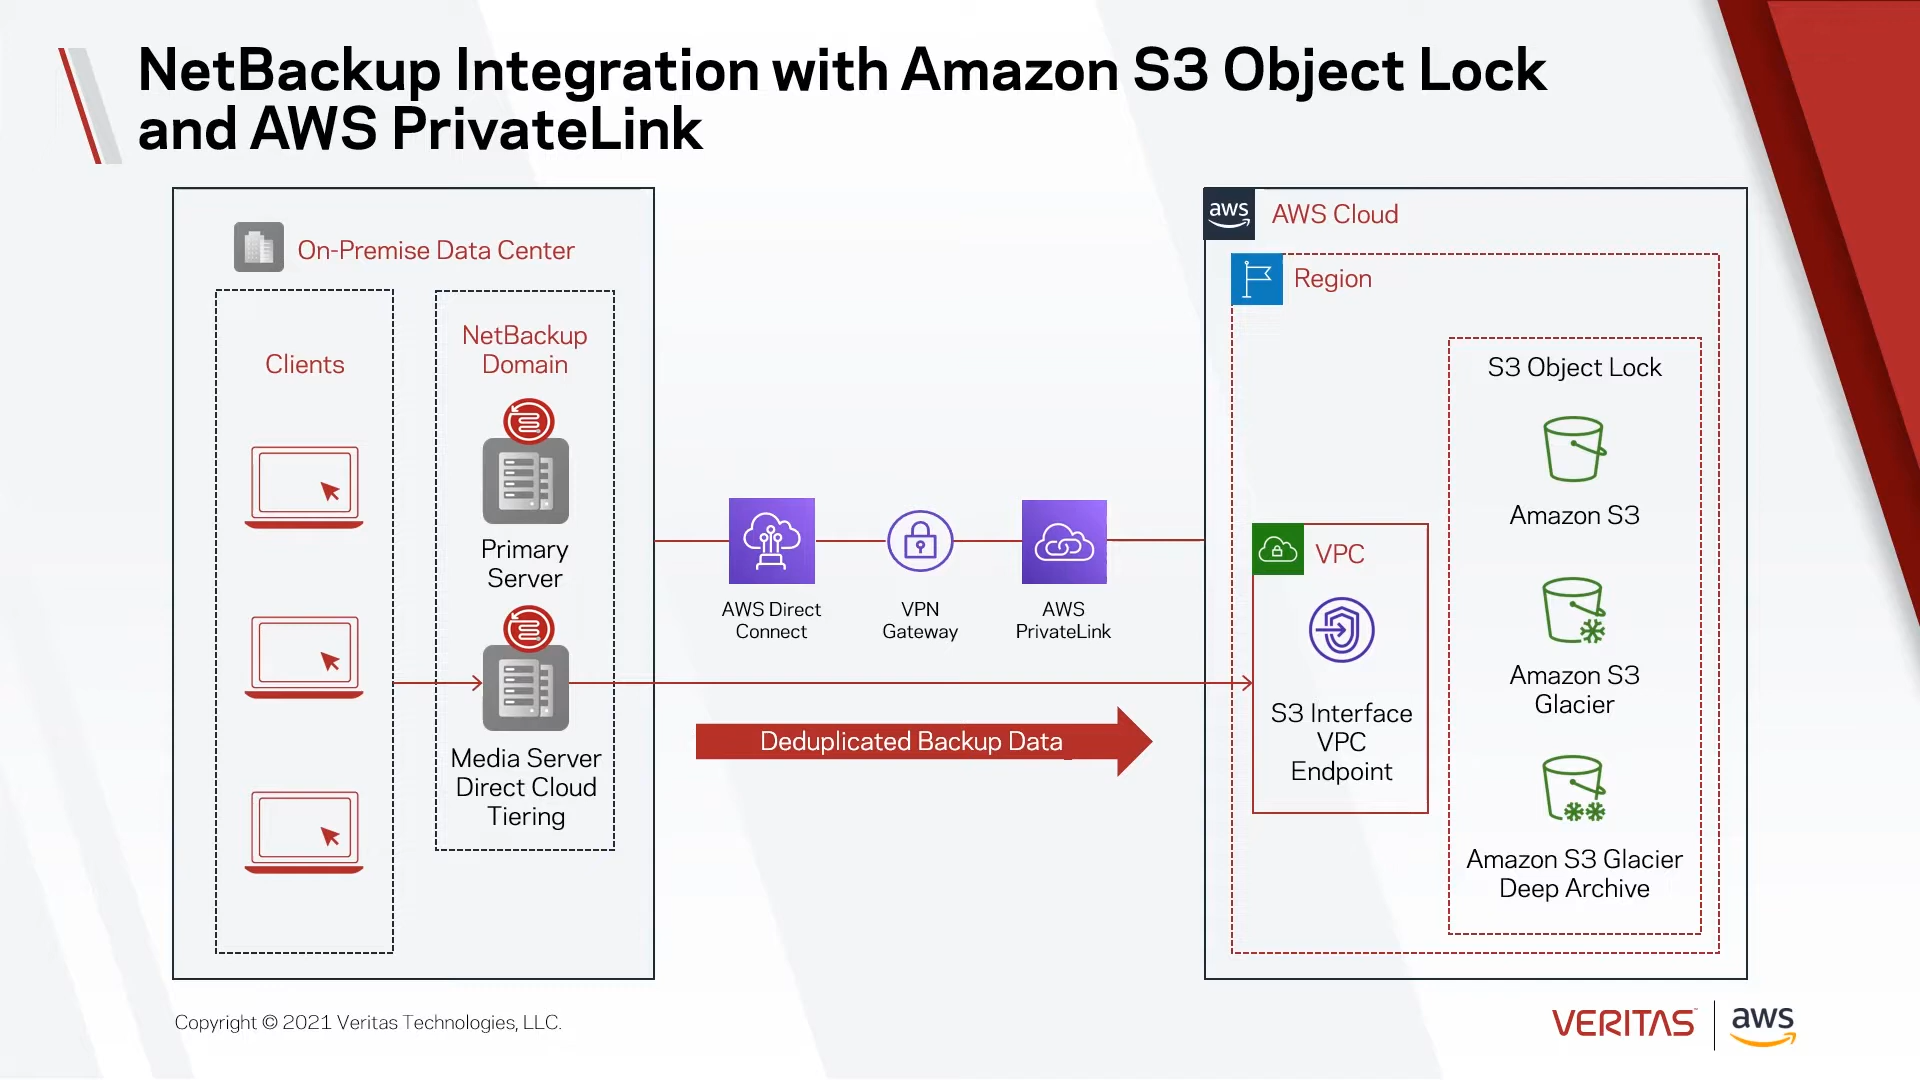 NetBackup Integration with Amazon S3 Object Lock
and AWS PrivateLink
On-Premise Data Center
Clients
NetBackup
Domain
Primary
Server
Media Server
Direct Cloud
Tiering
AWS Direct
Connect
VPN
Gateway
AWS
PrivateLink
Deduplicated Backup Data
aws
AWS Cloud
Region
VPC
S3 Interface
VPC
Endpoint
S3 Object Lock
Amazon S3
Amazon S3
Glacier
Amazon S3 Glacier
Deep Archive
Copyright © 2021 Veritas Technologies, LLC.
VERITAS™
aws